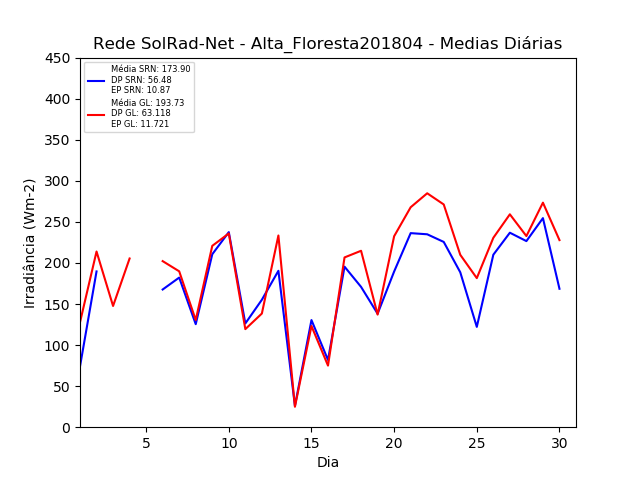 Rede SolRad-Net - Alta_Floresta201804 - Medias Diárias
Média SRN: 173.90
DP SRN: 56.48
EP SRN: 10.87
Média GL: 193.73
DP GL: 63.118
EP GL: 11.721
450
400
350
300
250
200
150
100
50
0
Irradiância (Wm-2)
5 10 15 20 25 30
Dia